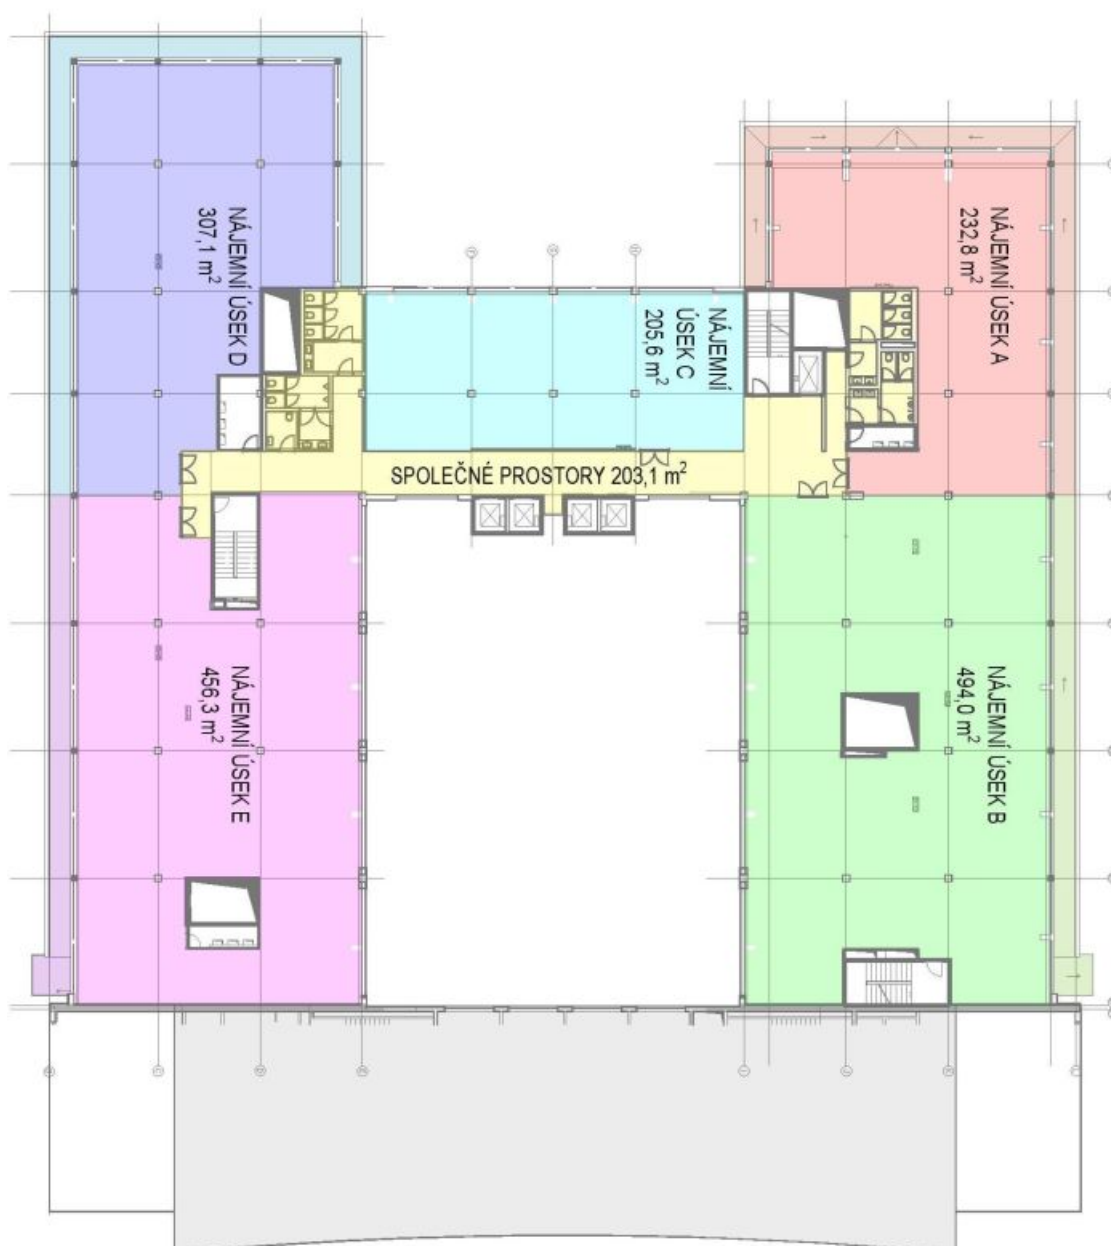 NÁJEMNÍ ÚSEK D
307,1 m²
NÁJEMNÍ
ÚSEK C
205,6 m²
NÁJEMNÍ ÚSEK A
232,8 m²
SPOLEČNÉ PROSTORY 203,1 m²
NÁJEMNÍ ÚSEK E
456,3 m²
NÁJEMNÍ ÚSEK B
494,0 m²